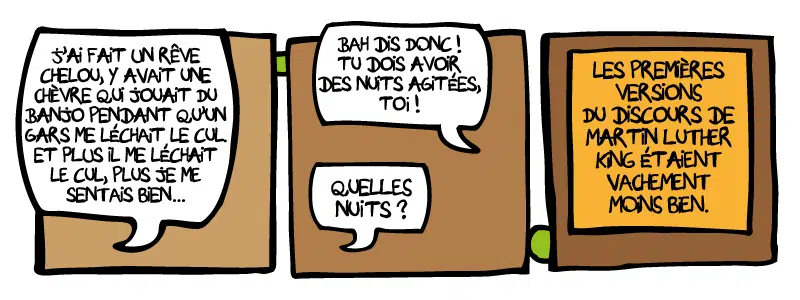 J'AI FAIT UN RÊVE
CHELOU, Y AVAIT UNE
CHÈVRE QUI JOUAIT DU
BANJO PENDANT QU'UN
GARS ME LÉCHAIT LE CUL.
ET PLUS IL ME LÉCHAIT
LE CUL, PLUS JE ME
SENTAIS BIEN...
BAH DIS DONC !
TU DOIS AVOIR
DES NUITS AGITÉES,
TOI !
QUELLES
NUITS ?
LES PREMIÈRES
VERSIONS
DU DISCOURS DE
MARTIN LUTHER
KING ÉTAIENT
VACHEMENT
MOINS BIEN.